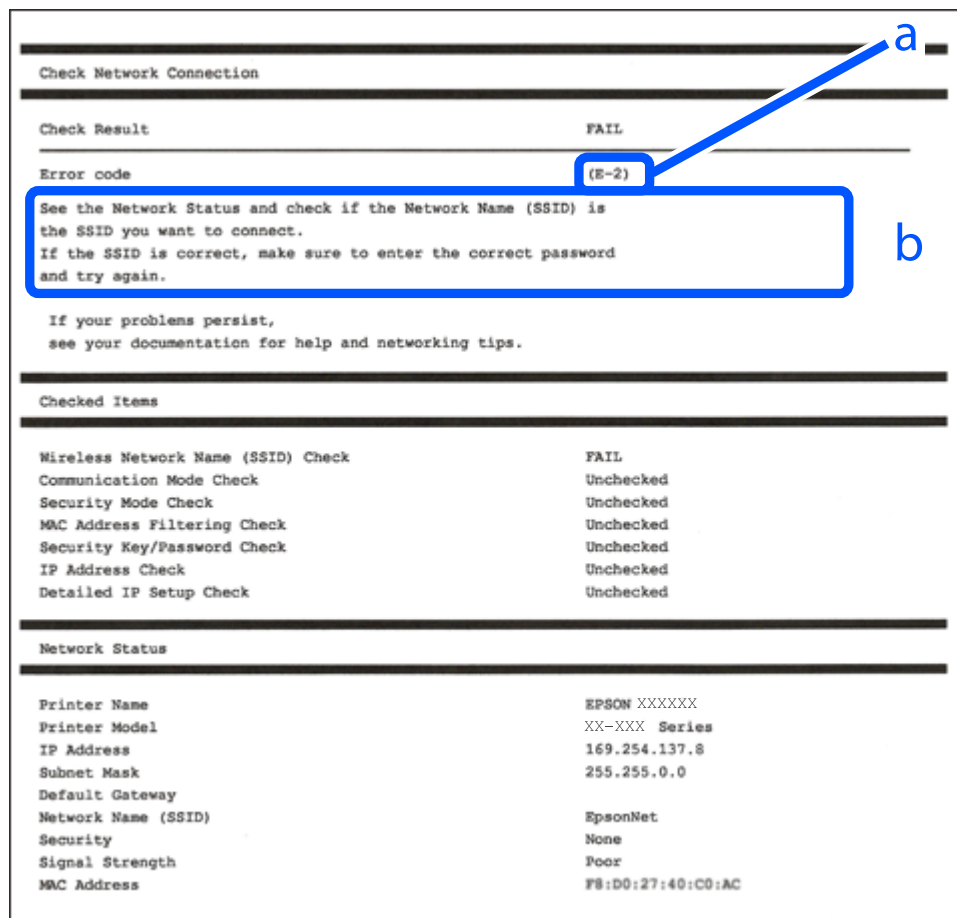 a
Check Network Connection
Check Result FAIL
Error code (E-2)
See the Network Status and check if the Network Name (SSID) is
the SSID you want to connect.
If the SSID is correct, make sure to enter the correct password
and try again.
b
If your problems persist,
see your documentation for help and networking tips.
Checked Items
Wireless Network Name (SSID) Check FAIL
Communication Mode Check Unchecked
Security Mode Check Unchecked
MAC Address Filtering Check Unchecked
Security Key/Password Check Unchecked
IP Address Check Unchecked
Detailed IP Setup Check Unchecked
Network Status
Printer Name EPSON XXXXXX
Printer Model XX-XXX Series
IP Address 169.254.137.8
Subnet Mask 255.255.0.0
Default Gateway
Network Name (SSID) EpsonNet
Security None
Signal Strength Poor
MAC Address F8:D0:27:40:C0:AC